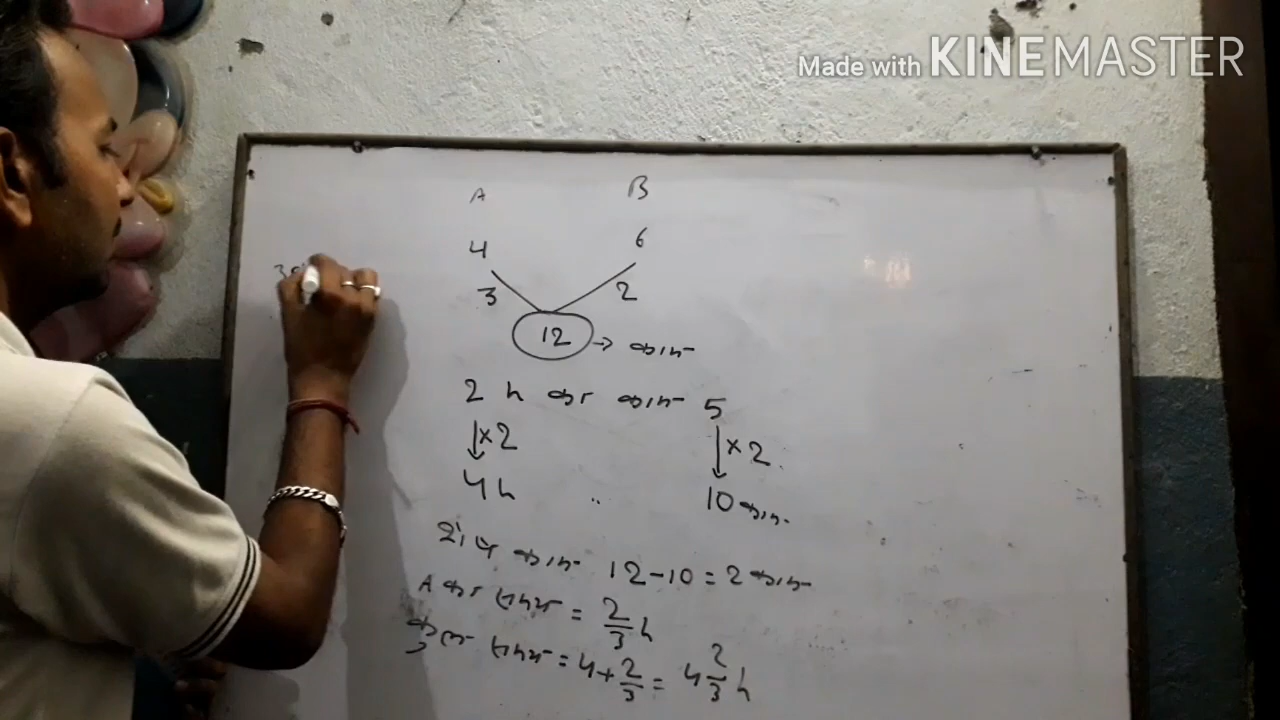 Made with KINEMASTER
A B
4 6
3 2
12 → काम
2 h का काम 5
↓×2 ↓×2
4 h " 10 काम
शेष काम 12-10=2 काम
A का समय = 2/3 h
कुल समय = 4+2/3 = 4 2/3 h